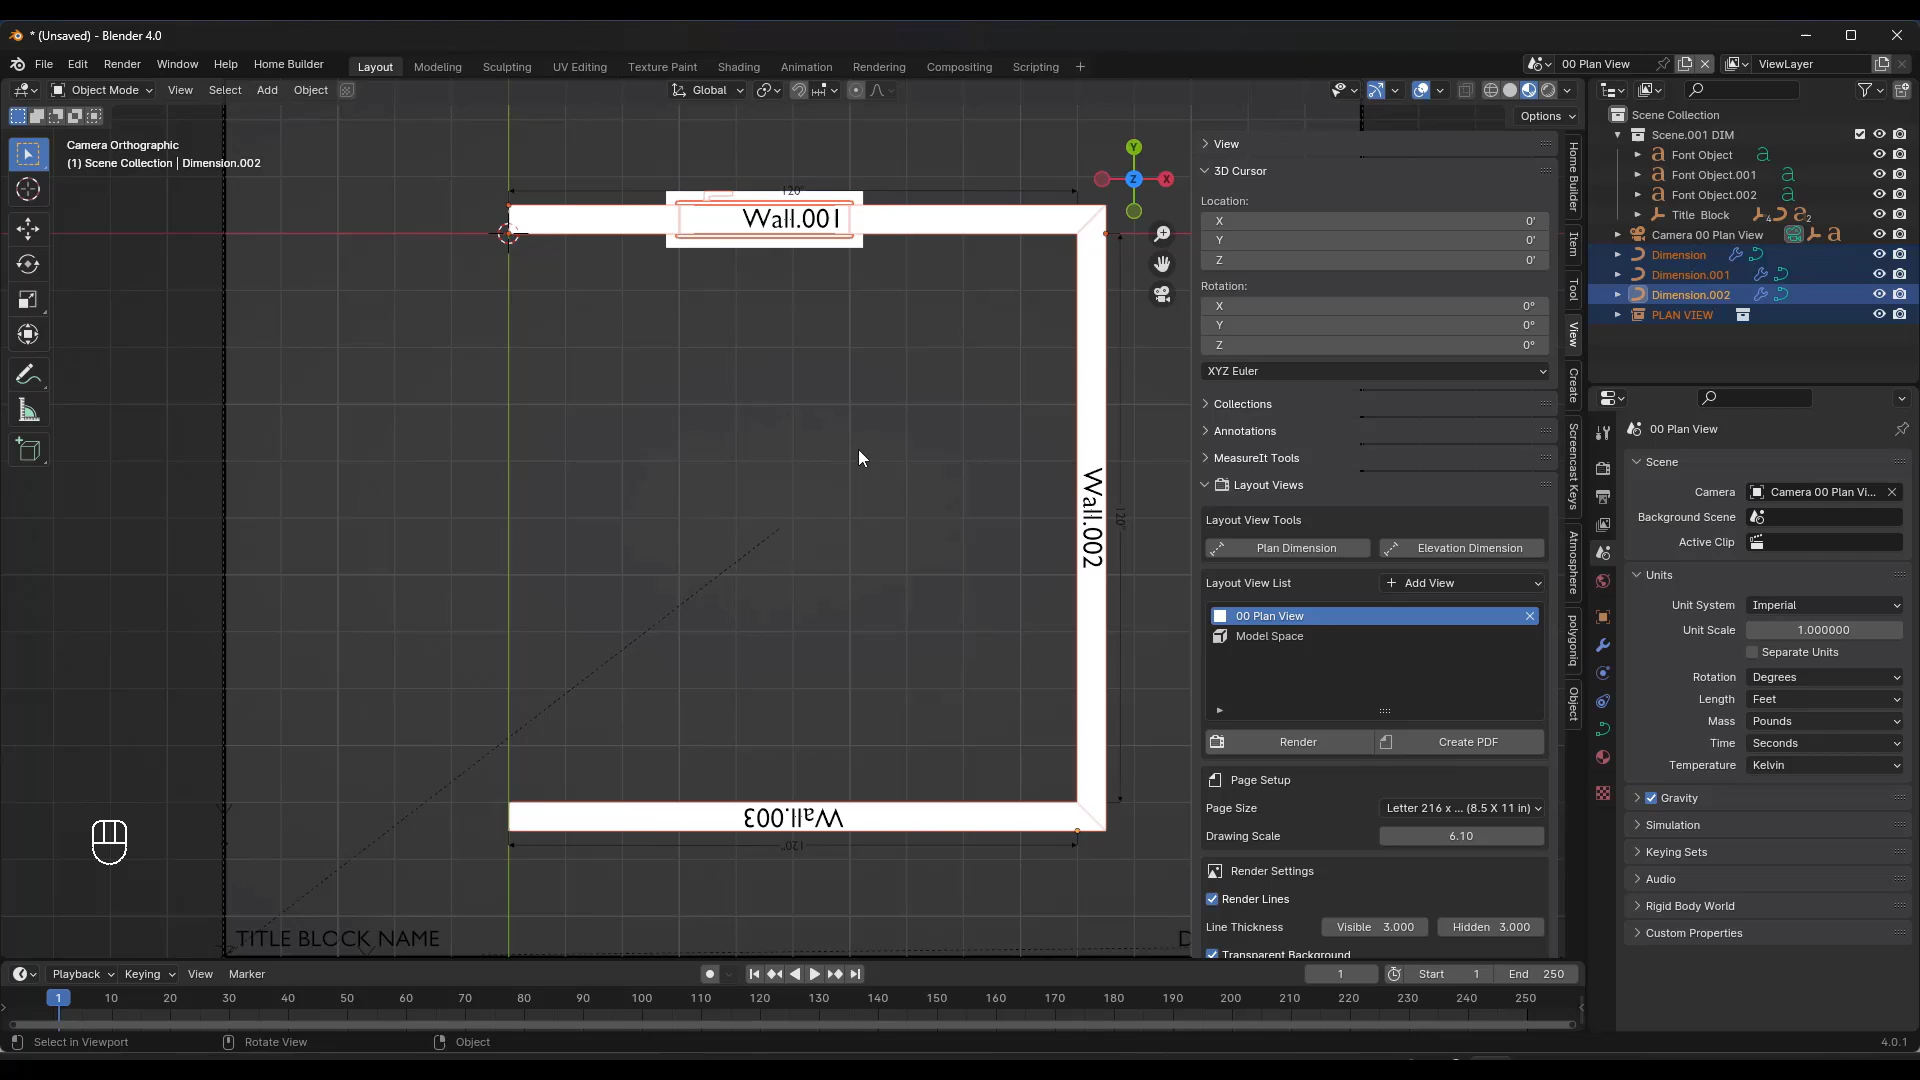 * (Unsaved) - Blender 4.0
File Edit Render Window Help Home Builder Layout Modeling Sculpting UV Editing Texture Paint Shading Animation Rendering Compositing Scripting + 00 Plan View ViewLayer
Object Mode View Select Add Object Global
Options
Camera Orthographic
(1) Scene Collection | Dimension.002
Y
Z
X
120"
Wall.001
Wall.002
120"
Wall.003
120"
TITLE BLOCK NAME
D
View
3D Cursor
Location:
X 0'
Y 0'
Z 0'
Rotation:
X 0°
Y 0°
Z 0°
XYZ Euler
Collections
Annotations
MeasureIt Tools
Layout Views
Layout View Tools
Plan Dimension Elevation Dimension
Layout View List + Add View
00 Plan View
Model Space
Render Create PDF
Page Setup
Page Size Letter 216 x ... (8.5 X 11 in)
Drawing Scale 6.10
Render Settings
Render Lines
Line Thickness Visible 3.000 Hidden 3.000
Transparent Background
Home Builder
Item
Tool
View
Create
Screencast Keys
Atmosphere
polygoniq
Object
Scene Collection
Scene.001 DIM
Font Object
Font Object.001
Font Object.002
Title Block 4 2
Camera 00 Plan View
Dimension
Dimension.001
Dimension.002
PLAN VIEW
00 Plan View
Scene
Camera Camera 00 Plan Vi...
Background Scene
Active Clip
Units
Unit System Imperial
Unit Scale 1.000000
Separate Units
Rotation Degrees
Length Feet
Mass Pounds
Time Seconds
Temperature Kelvin
Gravity
Simulation
Keying Sets
Audio
Rigid Body World
Custom Properties
Playback Keying View Marker 1 Start 1 End 250
1 10 20 30 40 50 60 70 80 90 100 110 120 130 140 150 160 170 180 190 200 210 220 230 240 250
Select in Viewport Rotate View Object 4.0.1